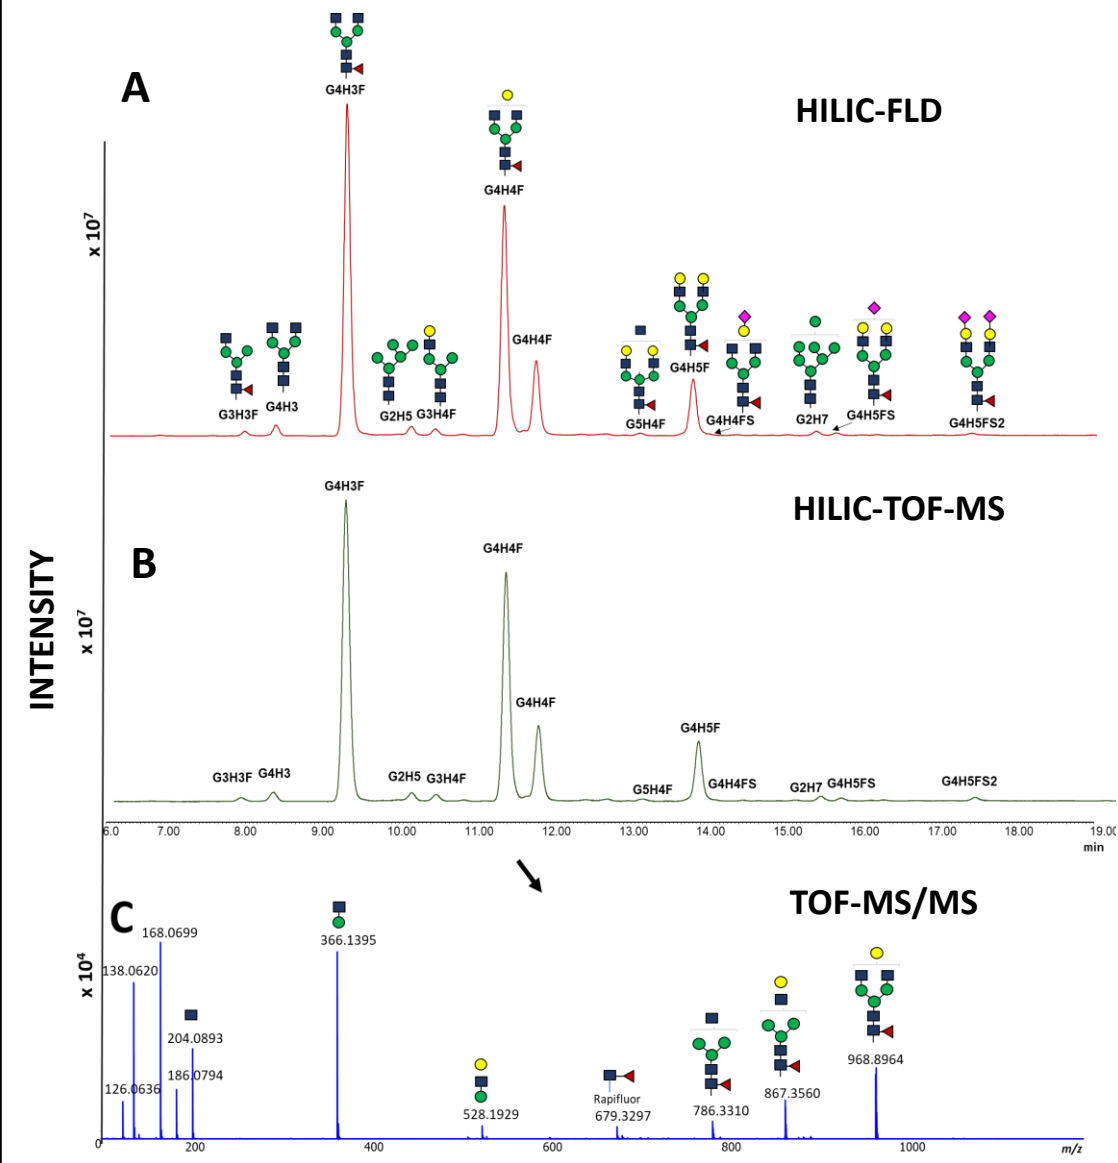 A
HILIC-FLD
x 10⁷
G4H3F
G4H4F
G4H4F
G3H3F
G4H3
G2H5
G3H4F
G5H4F
G4H5F
G4H4FS
G2H7
G4H5FS
G4H5FS2
INTENSITY
B
HILIC-TOF-MS
x 10⁷
G4H3F
G4H4F
G4H4F
G3H3F
G4H3
G2H5
G3H4F
G5H4F
G4H5F
G4H4FS
G2H7
G4H5FS
G4H5FS2
6.0 7.00 8.00 9.00 10.00 11.00 12.00 13.00 14.00 15.00 16.00 17.00 18.00 19.00
min
C
TOF-MS/MS
x 10⁴
126.0636
138.0620
168.0699
186.0794
204.0893
366.1395
528.1929
Rapifluor
679.3297
786.3310
867.3560
968.8964
0 200 400 600 800 1000 m/z